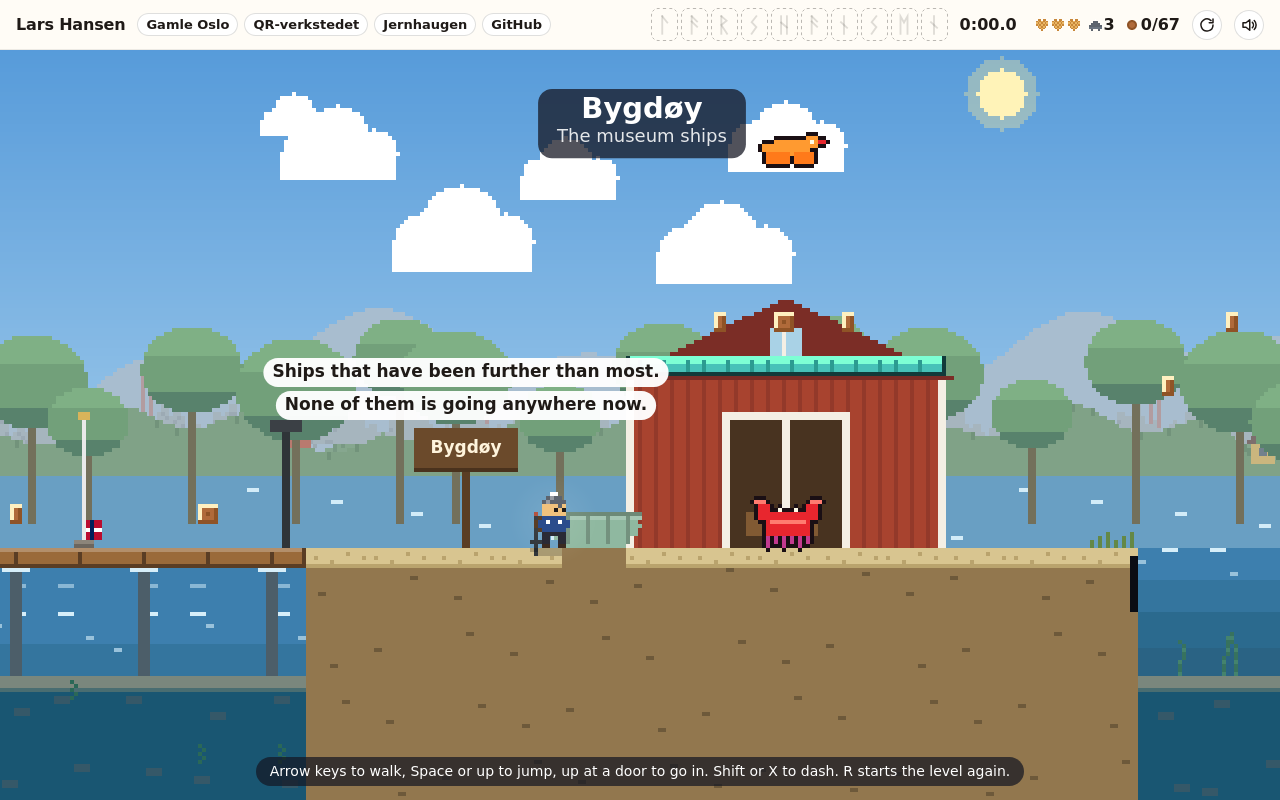 Lars Hansen
Gamle Oslo
QR-verkstedet
Jernhaugen
GitHub
ᛚ ᚨ ᚱ ᛊ ᚺ ᚨ ᚾ ᛊ ᛖ ᚾ
0:00.0
3
0/67
Bygdøy
The museum ships
Ships that have been further than most.
None of them is going anywhere now.
Bygdøy
Arrow keys to walk, Space or up to jump, up at a door to go in. Shift or X to dash. R starts the level again.